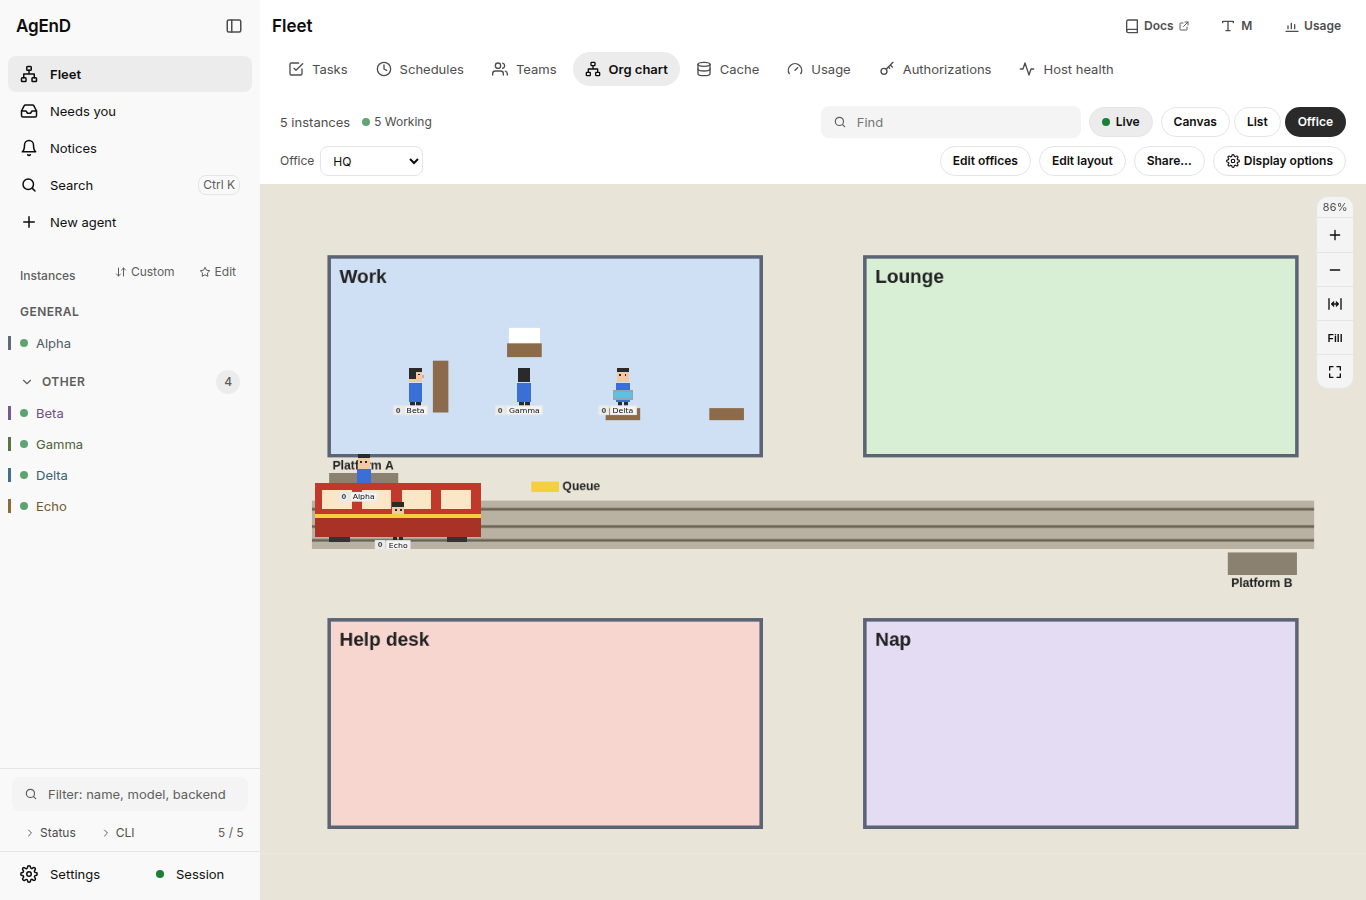 AgEnD
Fleet
Needs you
Notices
Search Ctrl K
New agent
Instances Custom Edit
GENERAL
Alpha
OTHER 4
Beta
Gamma
Delta
Echo
Filter: name, model, backend
Status CLI 5 / 5
Settings Session
Fleet
Docs M Usage
Tasks Schedules Teams Org chart Cache Usage Authorizations Host health
5 instances 5 Working
Find
Live Canvas List Office
Office HQ
Edit offices Edit layout Share... Display options
86%
Fill
Work
Lounge
0 Beta
0 Gamma
0 Delta
Platform A
Queue
0 Alpha
0 Echo
Platform B
Help desk
Nap